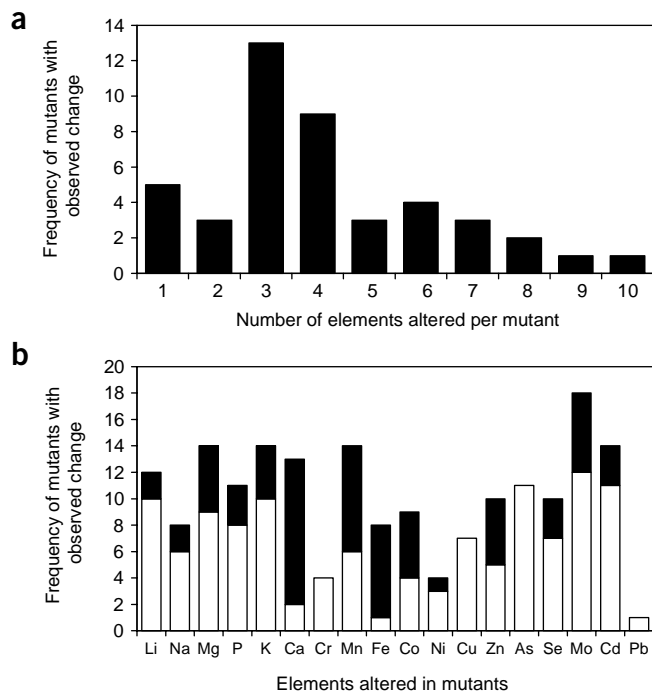 a
Frequency of mutants with
observed change
14
12
10
8
6
4
2
0
1 2 3 4 5 6 7 8 9 10
Number of elements altered per mutant
b
Frequency of mutants with
observed change
20
18
16
14
12
10
8
6
4
2
0
Li Na Mg P K Ca Cr Mn Fe Co Ni Cu Zn As Se Mo Cd Pb
Elements altered in mutants